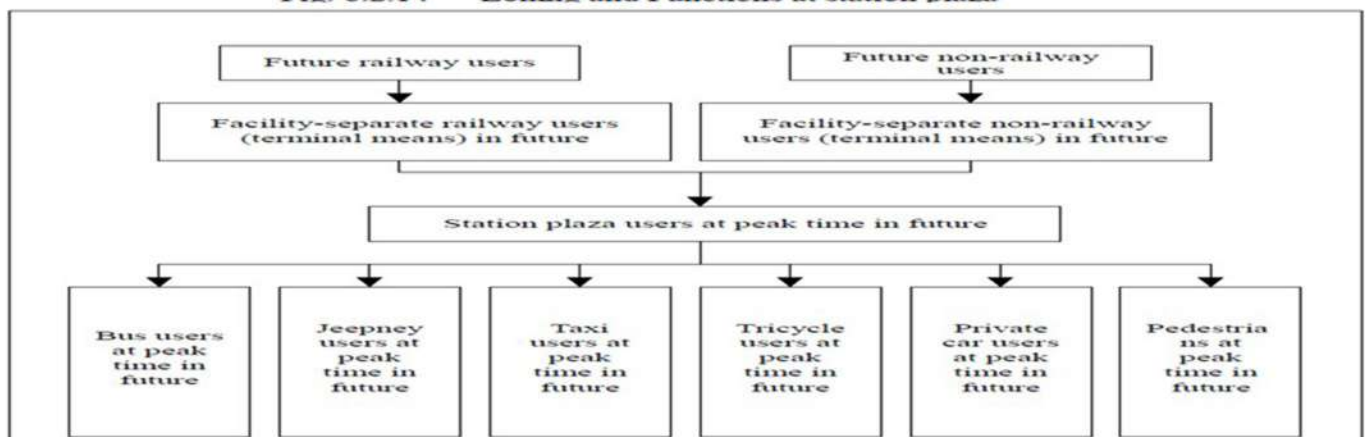 Future railway users
Future non-railway
users
Facility-separate railway users
(terminal means) in future
Facility-separate non-railway
users (terminal means) in future
Station plaza users at peak time in future
Bus users
at peak
time in
future
Jeepney
users at
peak
time in
future
Taxi
users at
peak
time in
future
Tricycle
users at
peak
time in
future
Private
car users
at peak
time in
future
Pedestria
ns at
peak
time in
future